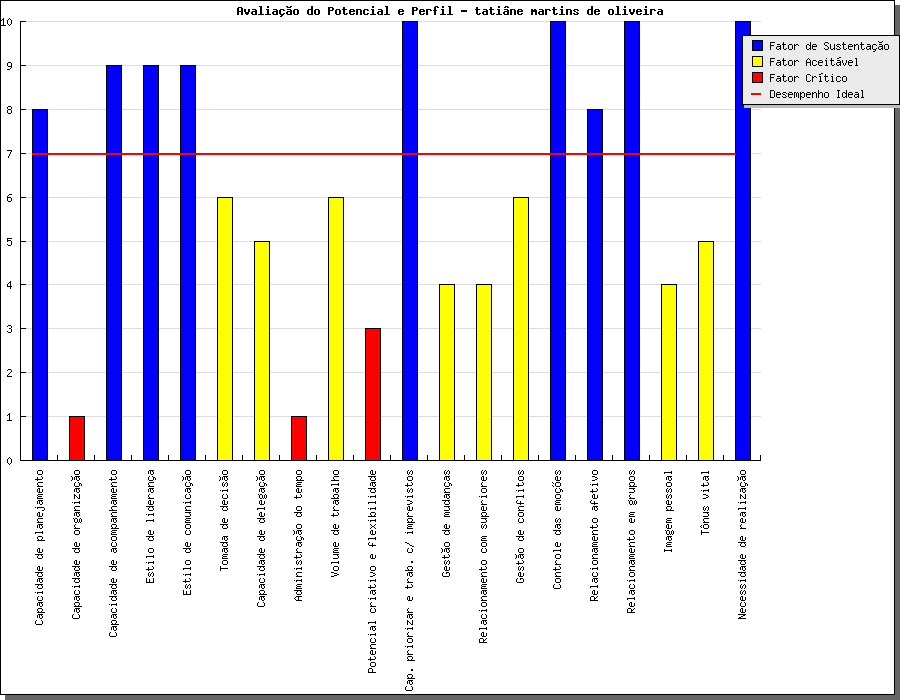 Avaliação do Potencial e Perfil - tatiâne martins de oliveira
10
9
8
7
6
5
4
3
2
1
0
Fator de Sustentação
Fator Aceitável
Fator Crítico
Desempenho Ideal
Capacidade de planejamento
Capacidade de organização
Capacidade de acompanhamento
Estilo de liderança
Estilo de comunicação
Tomada de decisão
Capacidade de delegação
Administração do tempo
Volume de trabalho
Potencial criativo e flexibilidade
Cap. priorizar e trab. c/ imprevistos
Gestão de mudanças
Relacionamento com superiores
Gestão de conflitos
Controle das emoções
Relacionamento afetivo
Relacionamento em grupos
Imagem pessoal
Tônus vital
Necessidade de realização